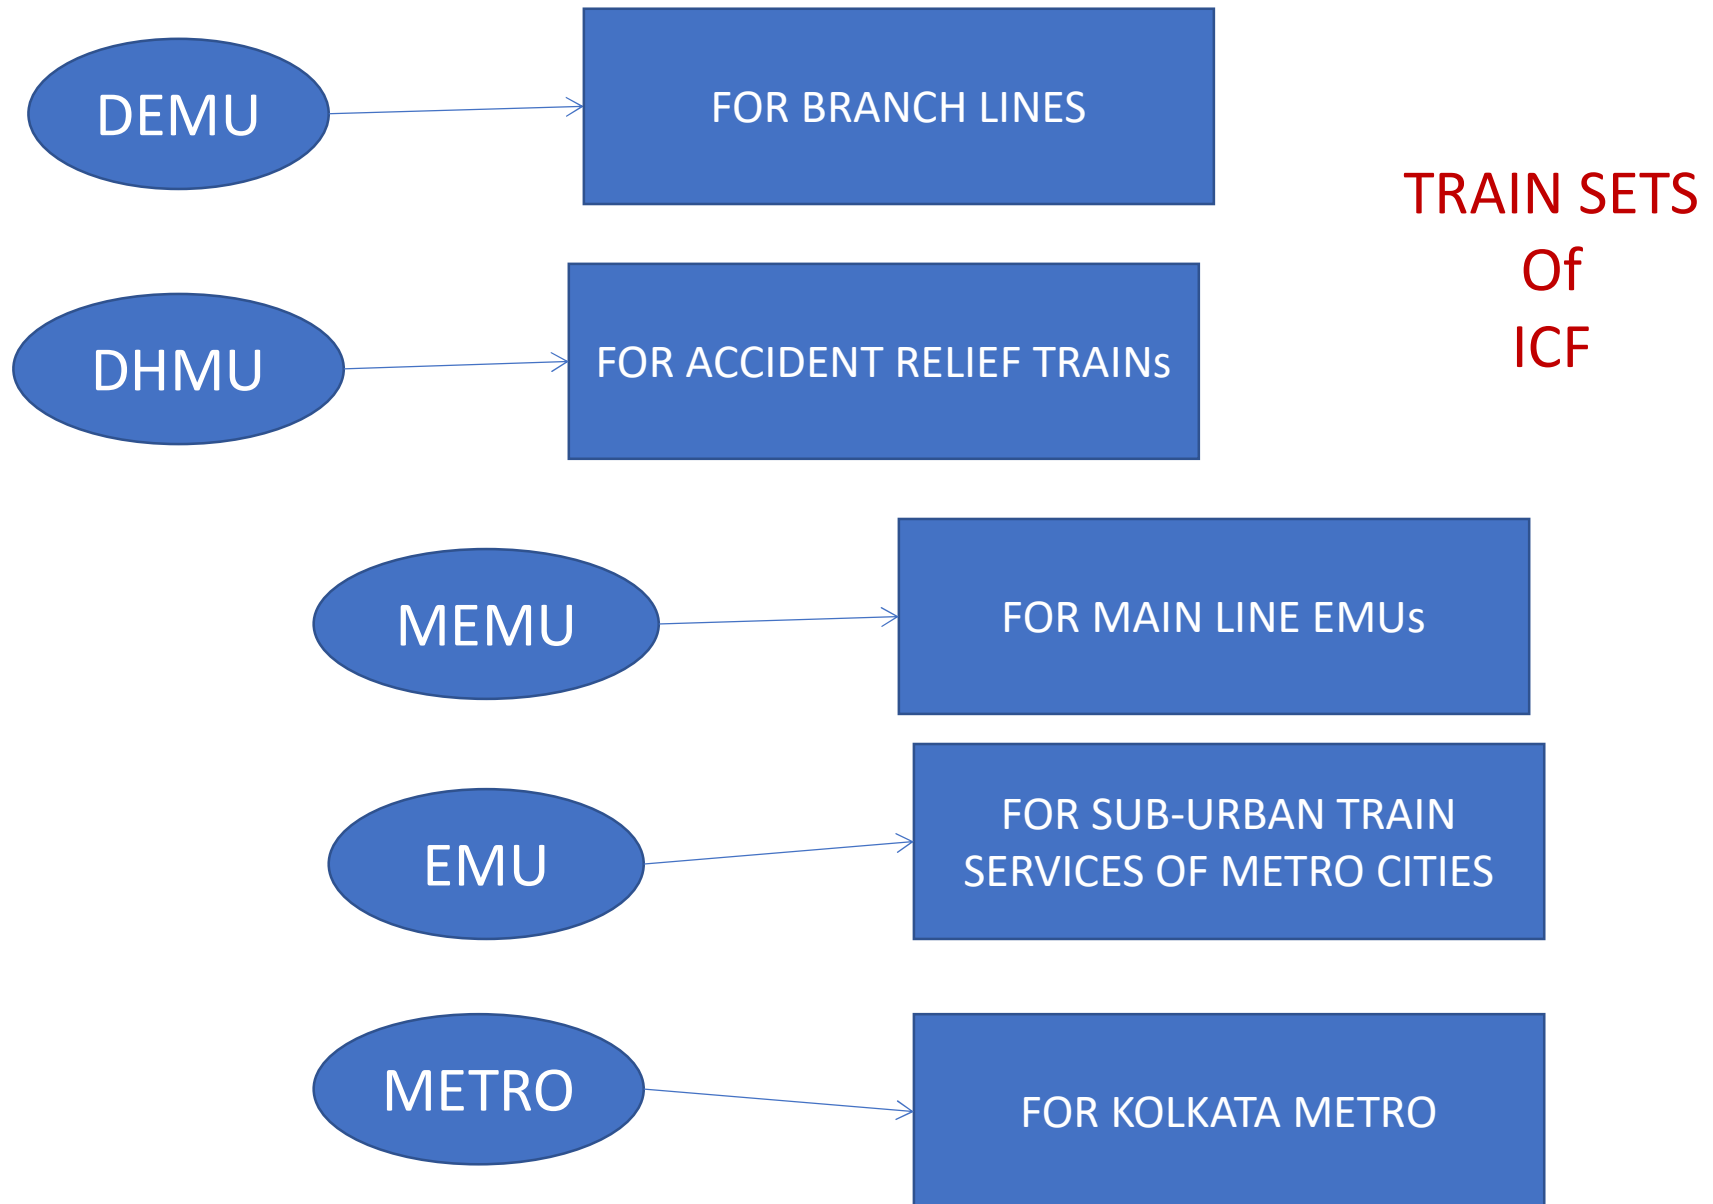 DEMU
FOR BRANCH LINES
TRAIN SETS
Of
ICF
DHMU
FOR ACCIDENT RELIEF TRAINs
MEMU
FOR MAIN LINE EMUs
EMU
FOR SUB-URBAN TRAIN
SERVICES OF METRO CITIES
METRO
FOR KOLKATA METRO